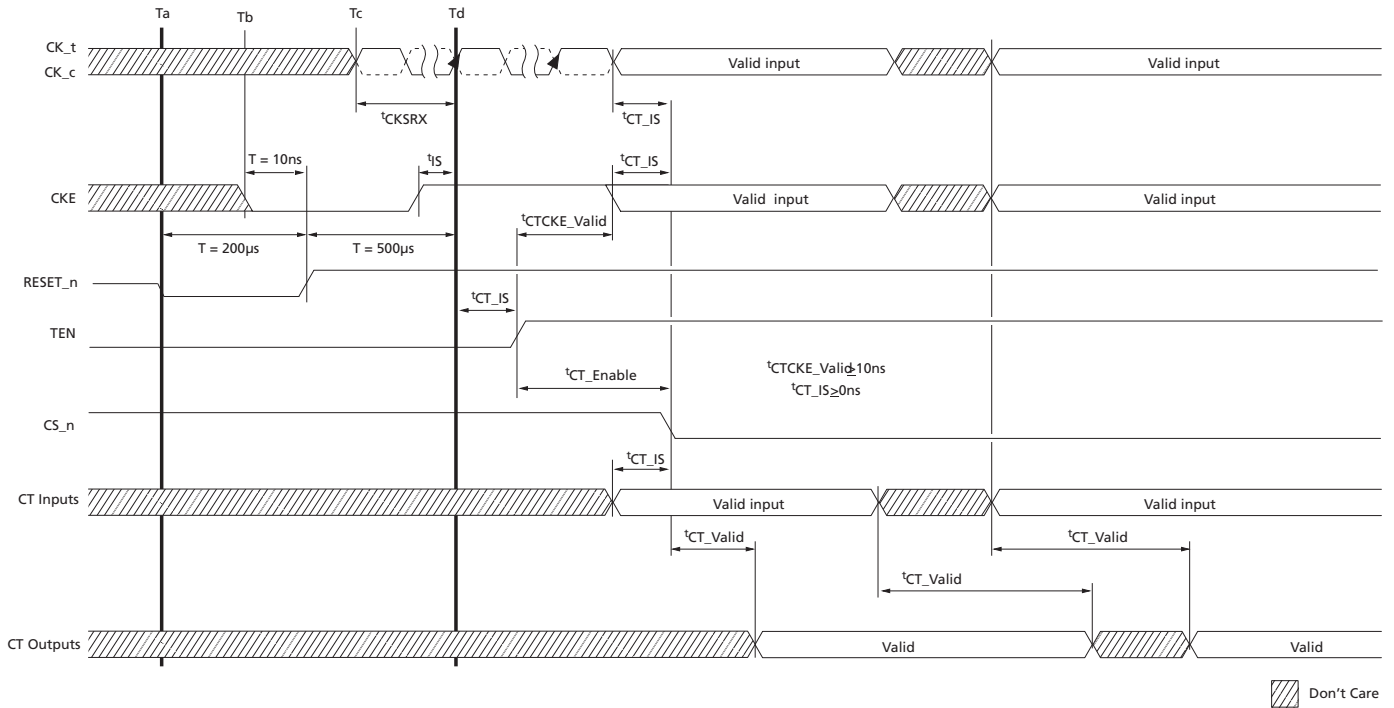 Ta
Tb
Tc
Td
CK_t
CK_c
Valid input
Valid input
tCKSRX
tCT_IS
T = 10ns
tIS
tCT_IS
CKE
Valid input
Valid input
tCTCKE_Valid
T = 200µs
T = 500µs
RESET_n
tCT_IS
TEN
tCT_Enable
tCTCKE_Valid≥10ns
tCT_IS≥0ns
CS_n
tCT_IS
CT Inputs
Valid input
Valid input
tCT_Valid
tCT_Valid
tCT_Valid
CT Outputs
Valid
Valid
Don't Care